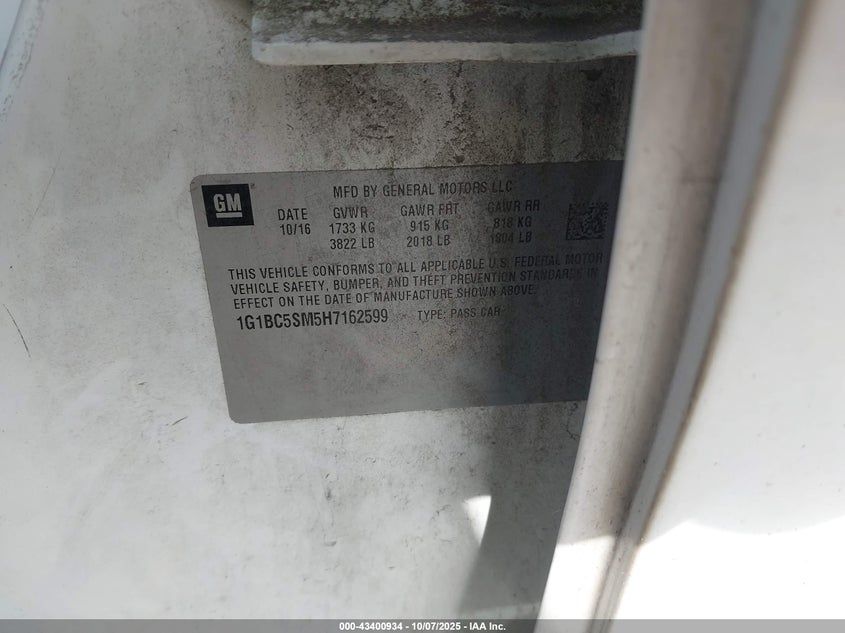 GM
MFD BY GENERAL MOTORS LLC
DATE GVWR GAWR FRT GAWR RR
10/16 1733 KG 915 KG 818 KG
3822 LB 2018 LB 1804 LB
THIS VEHICLE CONFORMS TO ALL APPLICABLE U.S. FEDERAL MOTOR
VEHICLE SAFETY, BUMPER, AND THEFT PREVENTION STANDARDS IN
EFFECT ON THE DATE OF MANUFACTURE SHOWN ABOVE.
1G1BC5SM5H7162599 TYPE: PASS CAR
000-43400934 - 10/07/2025 - IAA Inc.